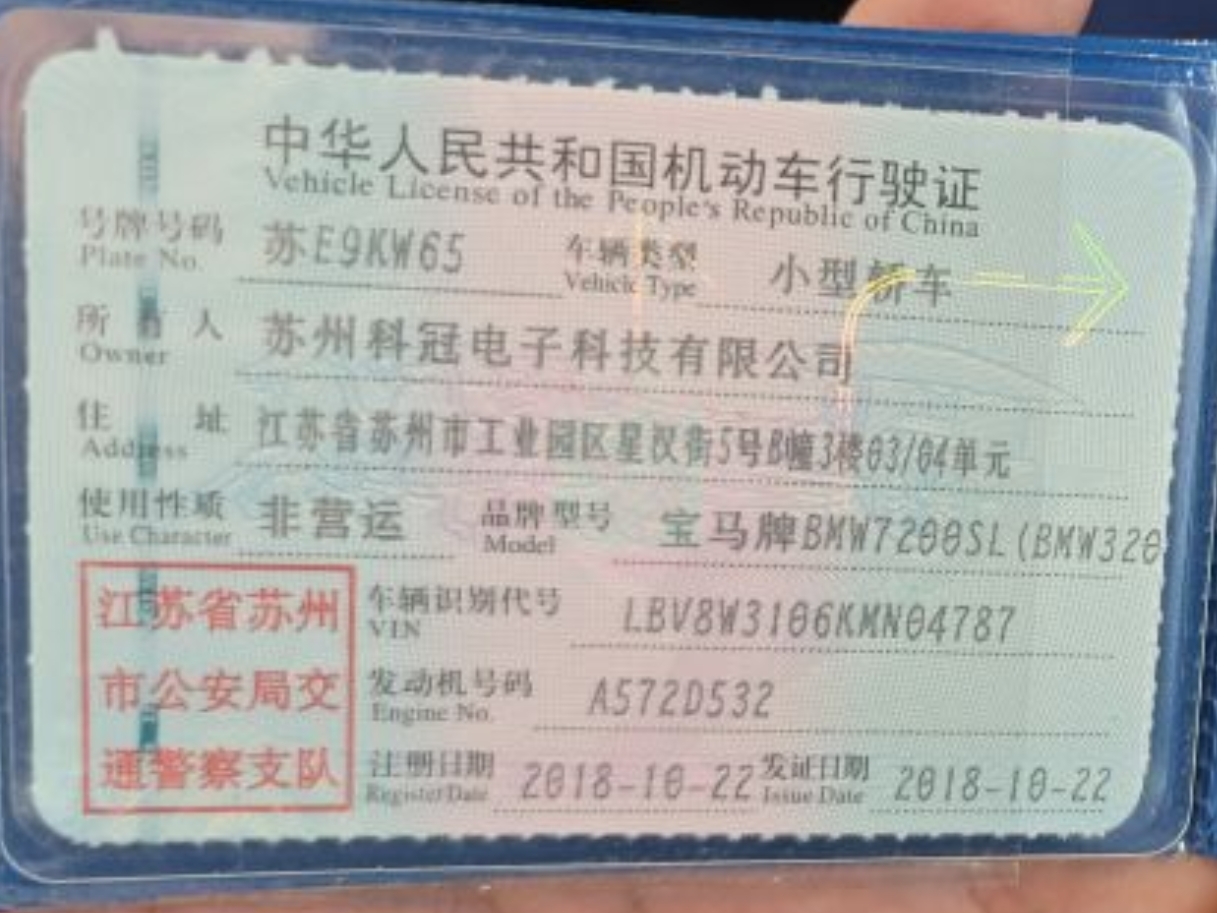 中华人民共和国机动车行驶证
Vehicle License of the People's Republic of China
号牌号码 苏E9KW65 车辆类型 小型轿车
Plate No. Vehicle Type
所有人 苏州科冠电子科技有限公司
Owner
住址 江苏省苏州市工业园区星汉街5号B幢3楼03/04单元
Address
使用性质 非营运 品牌型号 宝马牌BMW7200SL(BMW320
Use Character Model
江苏省苏州
市公安局交
通警察支队
车辆识别代号 LBV8W3106KMN04787
VIN
发动机号码 A572D532
Engine No.
注册日期 2018-10-22 发证日期 2018-10-22
Register Date Issue Date